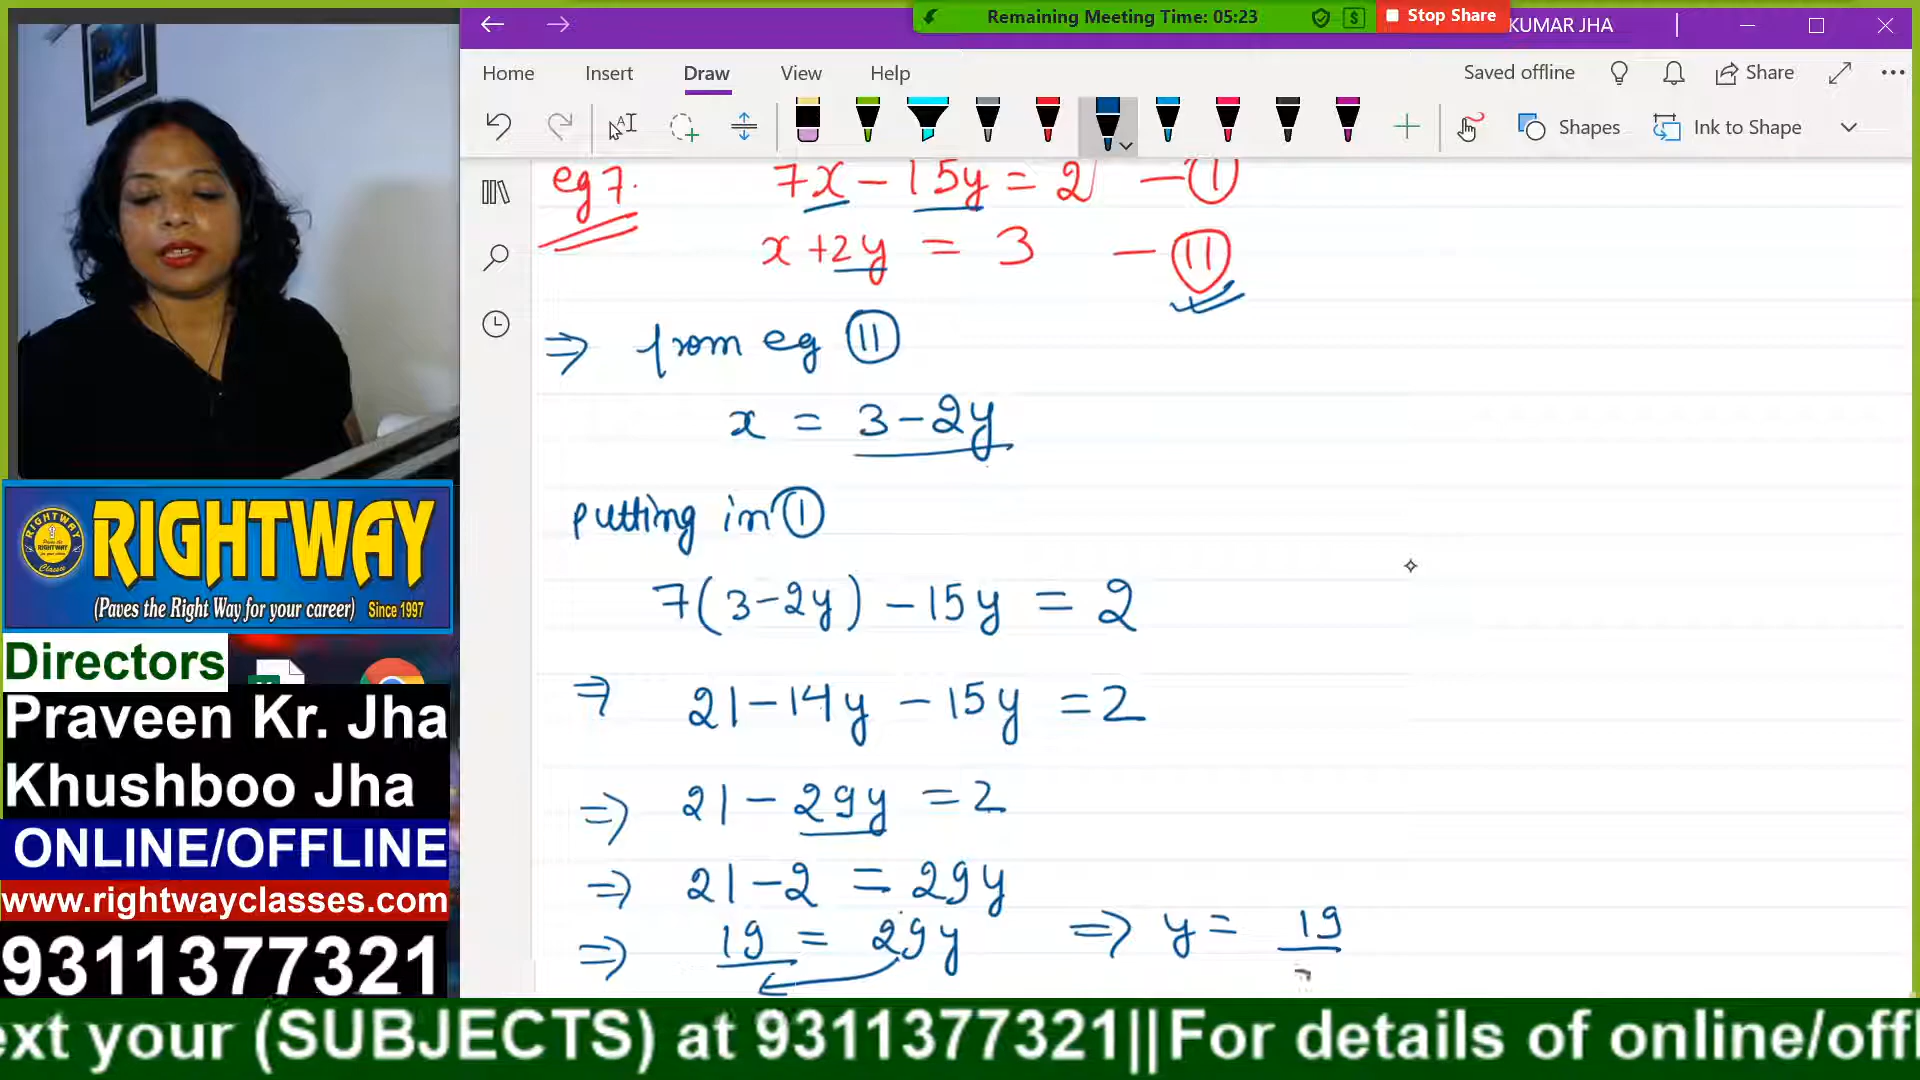 Remaining Meeting Time: 05:23
Stop Share
KUMAR JHA
Home Insert Draw View Help
Saved offline
Share
Shapes
Ink to Shape
eg 7. 7x - 15y = 2 - (I)
x + 2y = 3 - (II)
⇒ from eq (II)
x = 3 - 2y
putting in (I)
7(3 - 2y) - 15y = 2
⇒ 21 - 14y - 15y = 2
⇒ 21 - 29y = 2
⇒ 21 - 2 = 29y
⇒ 19 = 29y ⇒ y = 19
RIGHTWAY
(Paves the Right Way for your career) Since 1997
Directors
Praveen Kr. Jha
Khushboo Jha
ONLINE/OFFLINE
www.rightwayclasses.com
9311377321
ext your (SUBJECTS) at 9311377321||For details of online/offl